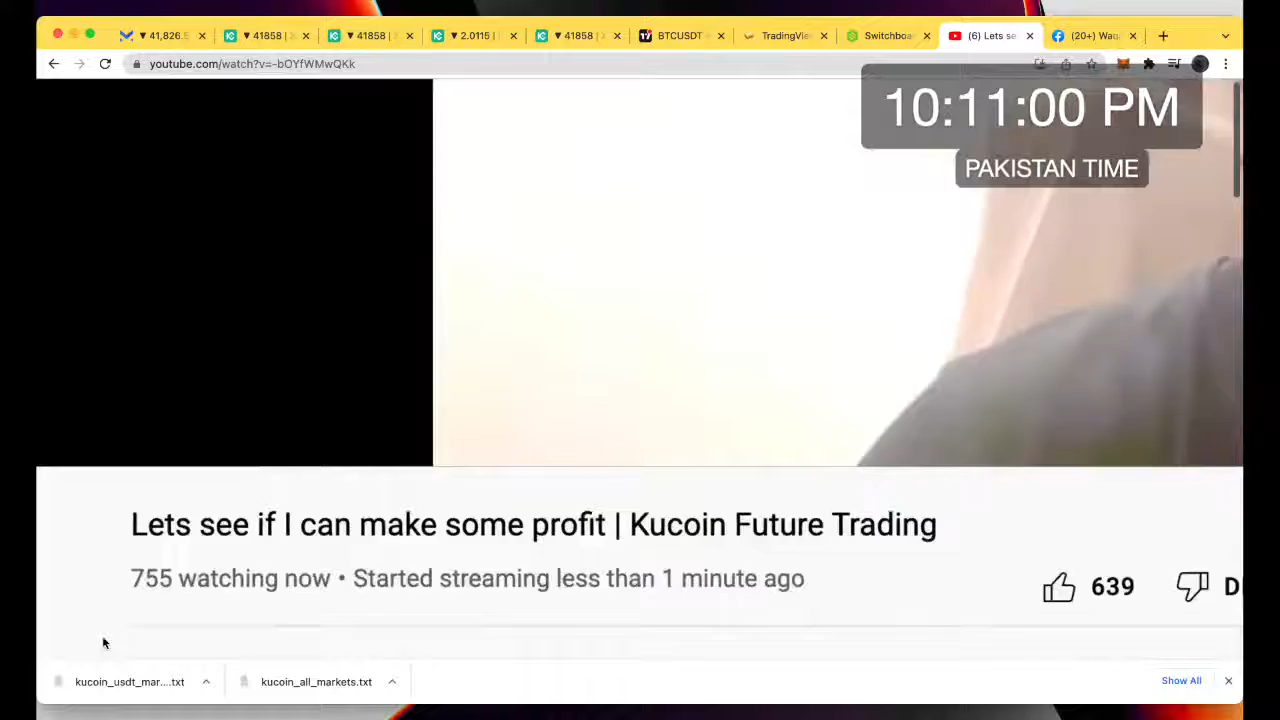 ▼ 41,826.5
▼ 41858 |
▼ 41858 |
▼ 2.0115 |
▼ 41858 |
BTCUSDT
TradingView
Switchboa
(6) Lets se
(20+) Waq
youtube.com/watch?v=-bOYfWMwQKk
10:11:00 PM
PAKISTAN TIME
Lets see if I can make some profit | Kucoin Future Trading
755 watching now • Started streaming less than 1 minute ago
639
D
kucoin_usdt_mar....txt
kucoin_all_markets.txt
Show All